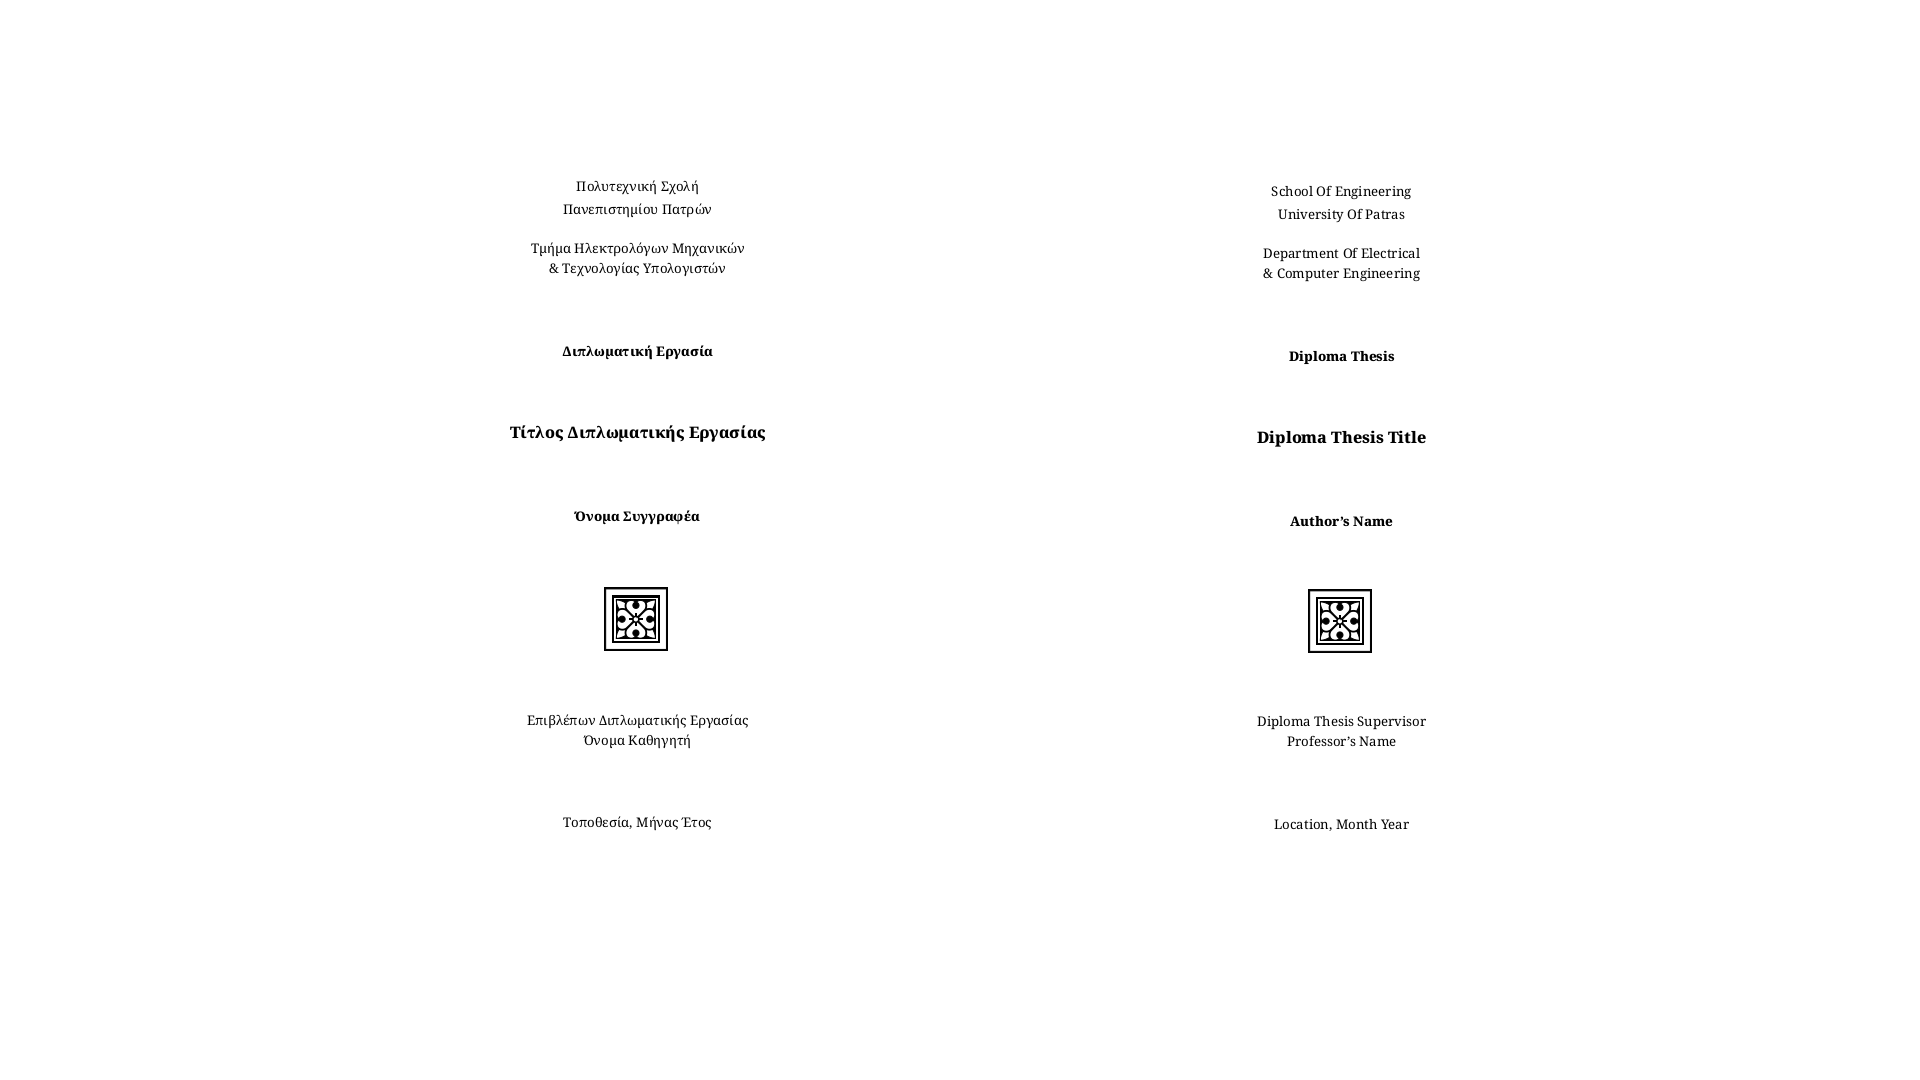 Πολυτεχνική Σχολή
Πανεπιστημίου Πατρών
Τμήμα Ηλεκτρολόγων Μηχανικών
& Τεχνολογίας Υπολογιστών
Διπλωματική Εργασία
Τίτλος Διπλωματικής Εργασίας
Όνομα Συγγραφέα
Επιβλέπων Διπλωματικής Εργασίας
Όνομα Καθηγητή
Τοποθεσία, Μήνας Έτος
School Of Engineering
University Of Patras
Department Of Electrical
& Computer Engineering
Diploma Thesis
Diploma Thesis Title
Author’s Name
Diploma Thesis Supervisor
Professor’s Name
Location, Month Year